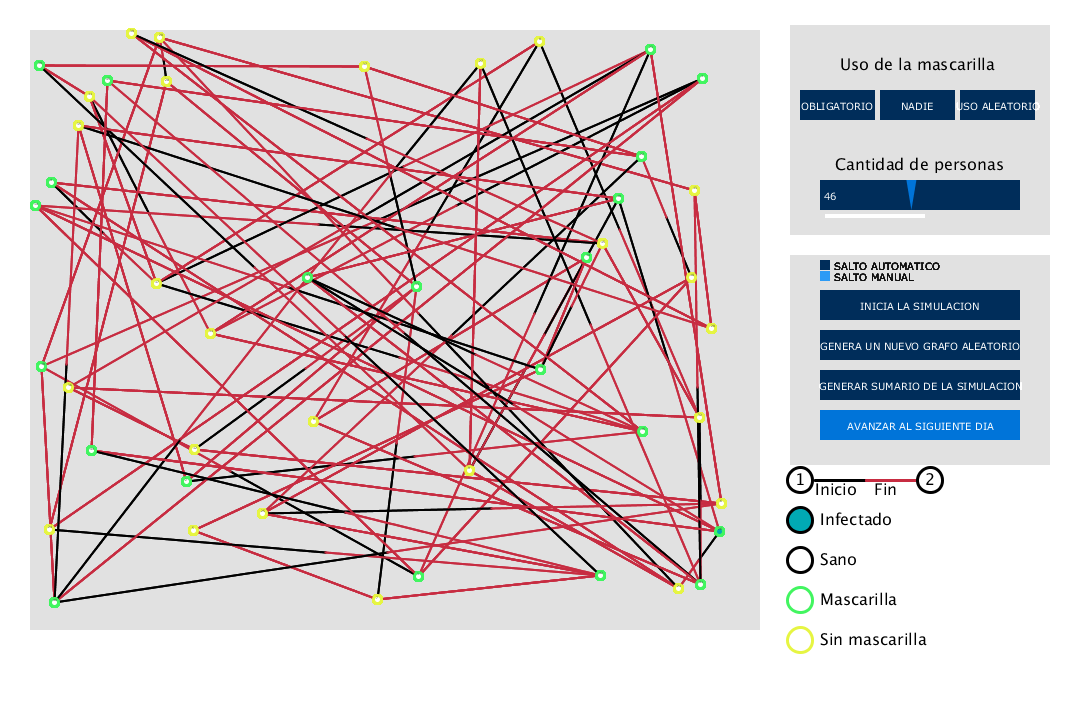 Uso de la mascarilla
OBLIGATORIO
NADIE
USO ALEATORIO
Cantidad de personas
46
SALTO AUTOMATICO
SALTO MANUAL
INICIA LA SIMULACION
GENERA UN NUEVO GRAFO ALEATORIO
GENERAR SUMARIO DE LA SIMULACION
AVANZAR AL SIGUIENTE DIA
1 Inicio Fin 2
Infectado
Sano
Mascarilla
Sin mascarilla